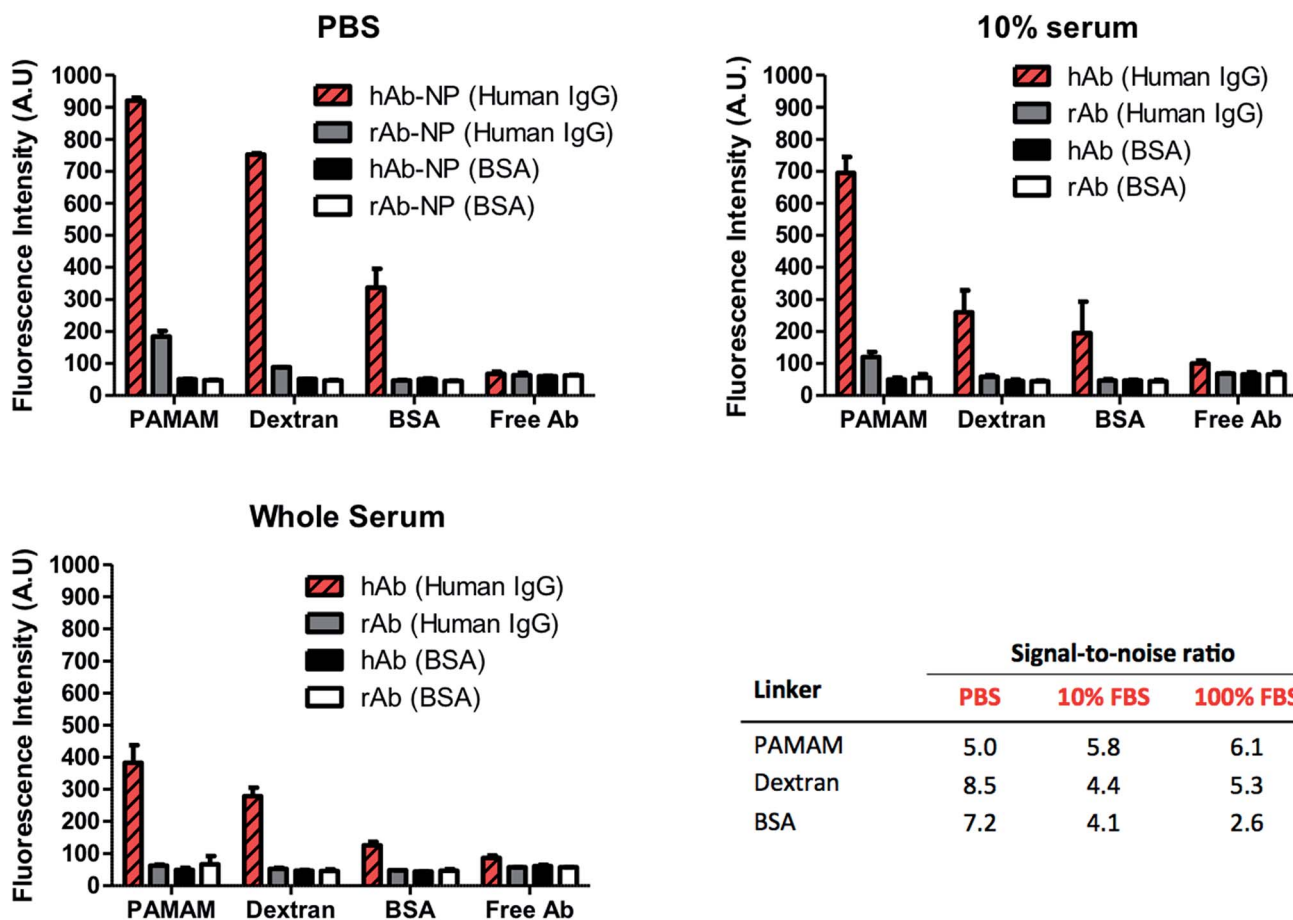 PBS
Fluorescence Intensity (A.U)
1000
900
800
700
600
500
400
300
200
100
0
hAb-NP (Human IgG)
rAb-NP (Human IgG)
hAb-NP (BSA)
rAb-NP (BSA)
PAMAM Dextran BSA Free Ab
10% serum
Fluorescence Intensity (A.U.)
1000
900
800
700
600
500
400
300
200
100
0
hAb (Human IgG)
rAb (Human IgG)
hAb (BSA)
rAb (BSA)
PAMAM Dextran BSA Free Ab
Whole Serum
Fluorescence Intensity (A.U)
1000
900
800
700
600
500
400
300
200
100
0
hAb (Human IgG)
rAb (Human IgG)
hAb (BSA)
rAb (BSA)
PAMAM Dextran BSA Free Ab
Signal-to-noise ratio
Linker PBS 10% FBS 100% FBS
PAMAM 5.0 5.8 6.1
Dextran 8.5 4.4 5.3
BSA 7.2 4.1 2.6